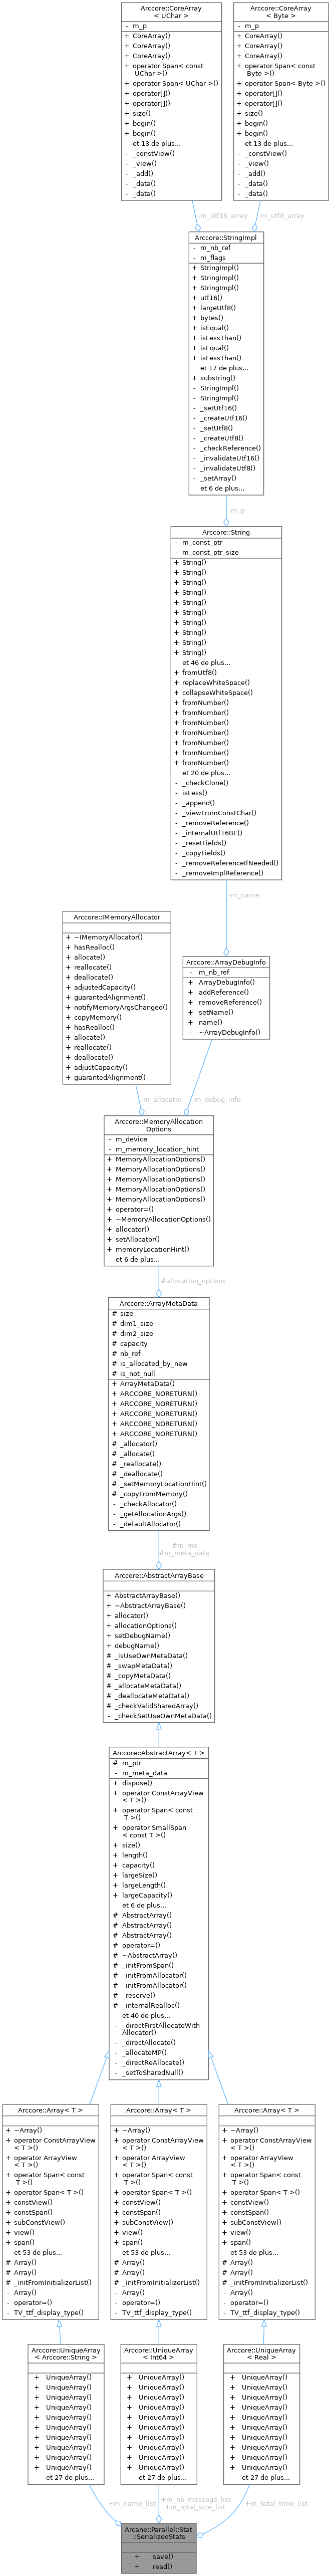 Arccore::CoreArray
< UChar >
- m_p
+ CoreArray()
+ CoreArray()
+ CoreArray()
+ operator Span< const
UChar >()
+ operator Span< UChar >()
+ operator[]()
+ operator[]()
+ size()
+ begin()
+ begin()
et 13 de plus...
- _constView()
- _view()
- _add()
- _data()
- _data()
Arccore::CoreArray
< Byte >
- m_p
+ CoreArray()
+ CoreArray()
+ CoreArray()
+ operator Span< const
Byte >()
+ operator Span< Byte >()
+ operator[]()
+ operator[]()
+ size()
+ begin()
+ begin()
et 13 de plus...
- _constView()
- _view()
- _add()
- _data()
- _data()
-m_utf16_array
-m_utf8_array
Arccore::StringImpl
- m_nb_ref
- m_flags
+ StringImpl()
+ StringImpl()
+ StringImpl()
+ utf16()
+ largeUtf8()
+ bytes()
+ isEqual()
+ isLessThan()
+ isEqual()
+ isLessThan()
et 17 de plus...
+ substring()
- StringImpl()
- StringImpl()
- _setUtf16()
- _createUtf16()
- _setUtf8()
- _createUtf8()
- _checkReference()
- _invalidateUtf16()
- _invalidateUtf8()
- _setArray()
et 6 de plus...
-m_p
Arccore::String
- m_const_ptr
- m_const_ptr_size
+ String()
+ String()
+ String()
+ String()
+ String()
+ String()
+ String()
+ String()
+ String()
+ String()
et 46 de plus...
+ fromUtf8()
+ replaceWhiteSpace()
+ collapseWhiteSpace()
+ fromNumber()
+ fromNumber()
+ fromNumber()
+ fromNumber()
+ fromNumber()
+ fromNumber()
+ fromNumber()
et 20 de plus...
- _checkClone()
- isLess()
- _append()
- _viewFromConstChar()
- _removeReference()
- _internalUtf16BE()
- _resetFields()
- _copyFields()
- _removeReferenceIfNeeded()
- _removeImplReference()
-m_name
Arccore::IMemoryAllocator
+ ~IMemoryAllocator()
+ hasRealloc()
+ allocate()
+ reallocate()
+ deallocate()
+ adjustedCapacity()
+ guarantedAlignment()
+ notifyMemoryArgsChanged()
+ copyMemory()
+ hasRealloc()
+ allocate()
+ reallocate()
+ deallocate()
+ adjustCapacity()
+ guarantedAlignment()
Arccore::ArrayDebugInfo
- m_nb_ref
+ ArrayDebugInfo()
+ addReference()
+ removeReference()
+ setName()
+ name()
- ~ArrayDebugInfo()
-m_allocator
-m_debug_info
Arccore::MemoryAllocation
Options
- m_device
- m_memory_location_hint
+ MemoryAllocationOptions()
+ MemoryAllocationOptions()
+ MemoryAllocationOptions()
+ MemoryAllocationOptions()
+ MemoryAllocationOptions()
+ operator=()
+ ~MemoryAllocationOptions()
+ allocator()
+ setAllocator()
+ memoryLocationHint()
et 6 de plus...
#allocation_options
Arccore::ArrayMetaData
# size
# dim1_size
# dim2_size
# capacity
# nb_ref
# is_allocated_by_new
# is_not_null
+ ArrayMetaData()
+ ARCCORE_NORETURN()
+ ARCCORE_NORETURN()
+ ARCCORE_NORETURN()
+ ARCCORE_NORETURN()
+ ARCCORE_NORETURN()
# _allocator()
# _allocate()
# _reallocate()
# _deallocate()
# _setMemoryLocationHint()
# _copyFromMemory()
- _checkAllocator()
- _getAllocationArgs()
- _defaultAllocator()
#m_md
#m_meta_data
Arccore::AbstractArrayBase
+ AbstractArrayBase()
+ ~AbstractArrayBase()
+ allocator()
+ allocationOptions()
+ setDebugName()
+ debugName()
# _isUseOwnMetaData()
# _swapMetaData()
# _copyMetaData()
# _allocateMetaData()
# _deallocateMetaData()
# _checkValidSharedArray()
- _checkSetUseOwnMetaData()
Arccore::AbstractArray< T >
# m_ptr
- m_meta_data
+ dispose()
+ operator ConstArrayView
< T >()
+ operator Span< const
T >()
+ operator SmallSpan
< const T >()
+ size()
+ length()
+ capacity()
+ largeSize()
+ largeLength()
+ largeCapacity()
et 6 de plus...
# AbstractArray()
# AbstractArray()
# AbstractArray()
# operator=()
# ~AbstractArray()
# _initFromSpan()
# _initFromAllocator()
# _initFromAllocator()
# _reserve()
# _internalRealloc()
et 40 de plus...
- _directFirstAllocateWith
Allocator()
- _directAllocate()
- _allocateMP()
- _directReAllocate()
- _setToSharedNull()
Arccore::Array< T >
+ ~Array()
+ operator ConstArrayView
< T >()
+ operator ArrayView
< T >()
+ operator Span< const
T >()
+ operator Span< T >()
+ constView()
+ constSpan()
+ subConstView()
+ view()
+ span()
et 53 de plus...
# Array()
# Array()
# _initFromInitializerList()
- Array()
- operator=()
- TV_ttf_display_type()
Arccore::Array< T >
+ ~Array()
+ operator ConstArrayView
< T >()
+ operator ArrayView
< T >()
+ operator Span< const
T >()
+ operator Span< T >()
+ constView()
+ constSpan()
+ subConstView()
+ view()
+ span()
et 53 de plus...
# Array()
# Array()
# _initFromInitializerList()
- Array()
- operator=()
- TV_ttf_display_type()
Arccore::Array< T >
+ ~Array()
+ operator ConstArrayView
< T >()
+ operator ArrayView
< T >()
+ operator Span< const
T >()
+ operator Span< T >()
+ constView()
+ constSpan()
+ subConstView()
+ view()
+ span()
et 53 de plus...
# Array()
# Array()
# _initFromInitializerList()
- Array()
- operator=()
- TV_ttf_display_type()
Arccore::UniqueArray
< Arccore::String >
+ UniqueArray()
+ UniqueArray()
+ UniqueArray()
+ UniqueArray()
+ UniqueArray()
+ UniqueArray()
+ UniqueArray()
+ UniqueArray()
+ UniqueArray()
+ UniqueArray()
et 27 de plus...
Arccore::UniqueArray
< Int64 >
+ UniqueArray()
+ UniqueArray()
+ UniqueArray()
+ UniqueArray()
+ UniqueArray()
+ UniqueArray()
+ UniqueArray()
+ UniqueArray()
+ UniqueArray()
+ UniqueArray()
et 27 de plus...
Arccore::UniqueArray
< Real >
+ UniqueArray()
+ UniqueArray()
+ UniqueArray()
+ UniqueArray()
+ UniqueArray()
+ UniqueArray()
+ UniqueArray()
+ UniqueArray()
+ UniqueArray()
+ UniqueArray()
et 27 de plus...
+m_name_list
+m_nb_message_list
+m_total_size_list
+m_total_time_list
Arcane::Parallel::Stat
::SerializedStats
+ save()
+ read()